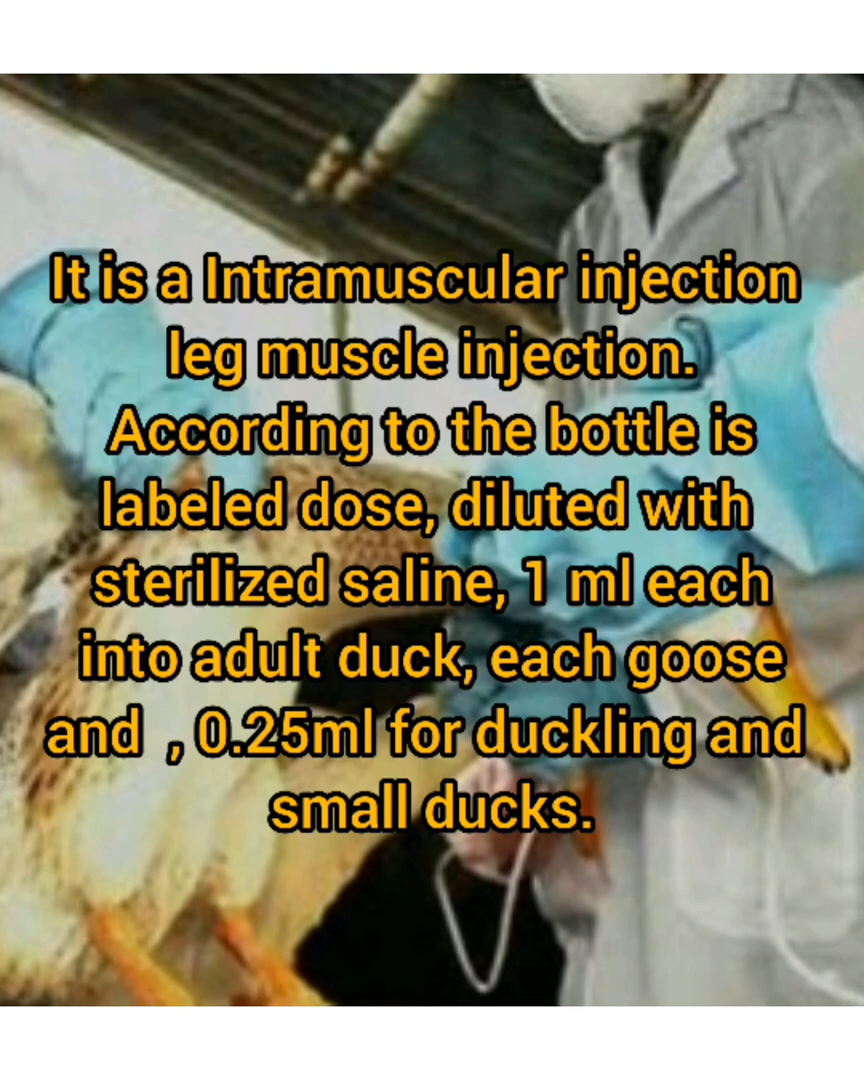 It is a Intramuscular injection
leg muscle injection.
According to the bottle is
labeled dose, diluted with
sterilized saline, 1 ml each
into adult duck, each goose
and , 0.25ml for duckling and
small ducks.